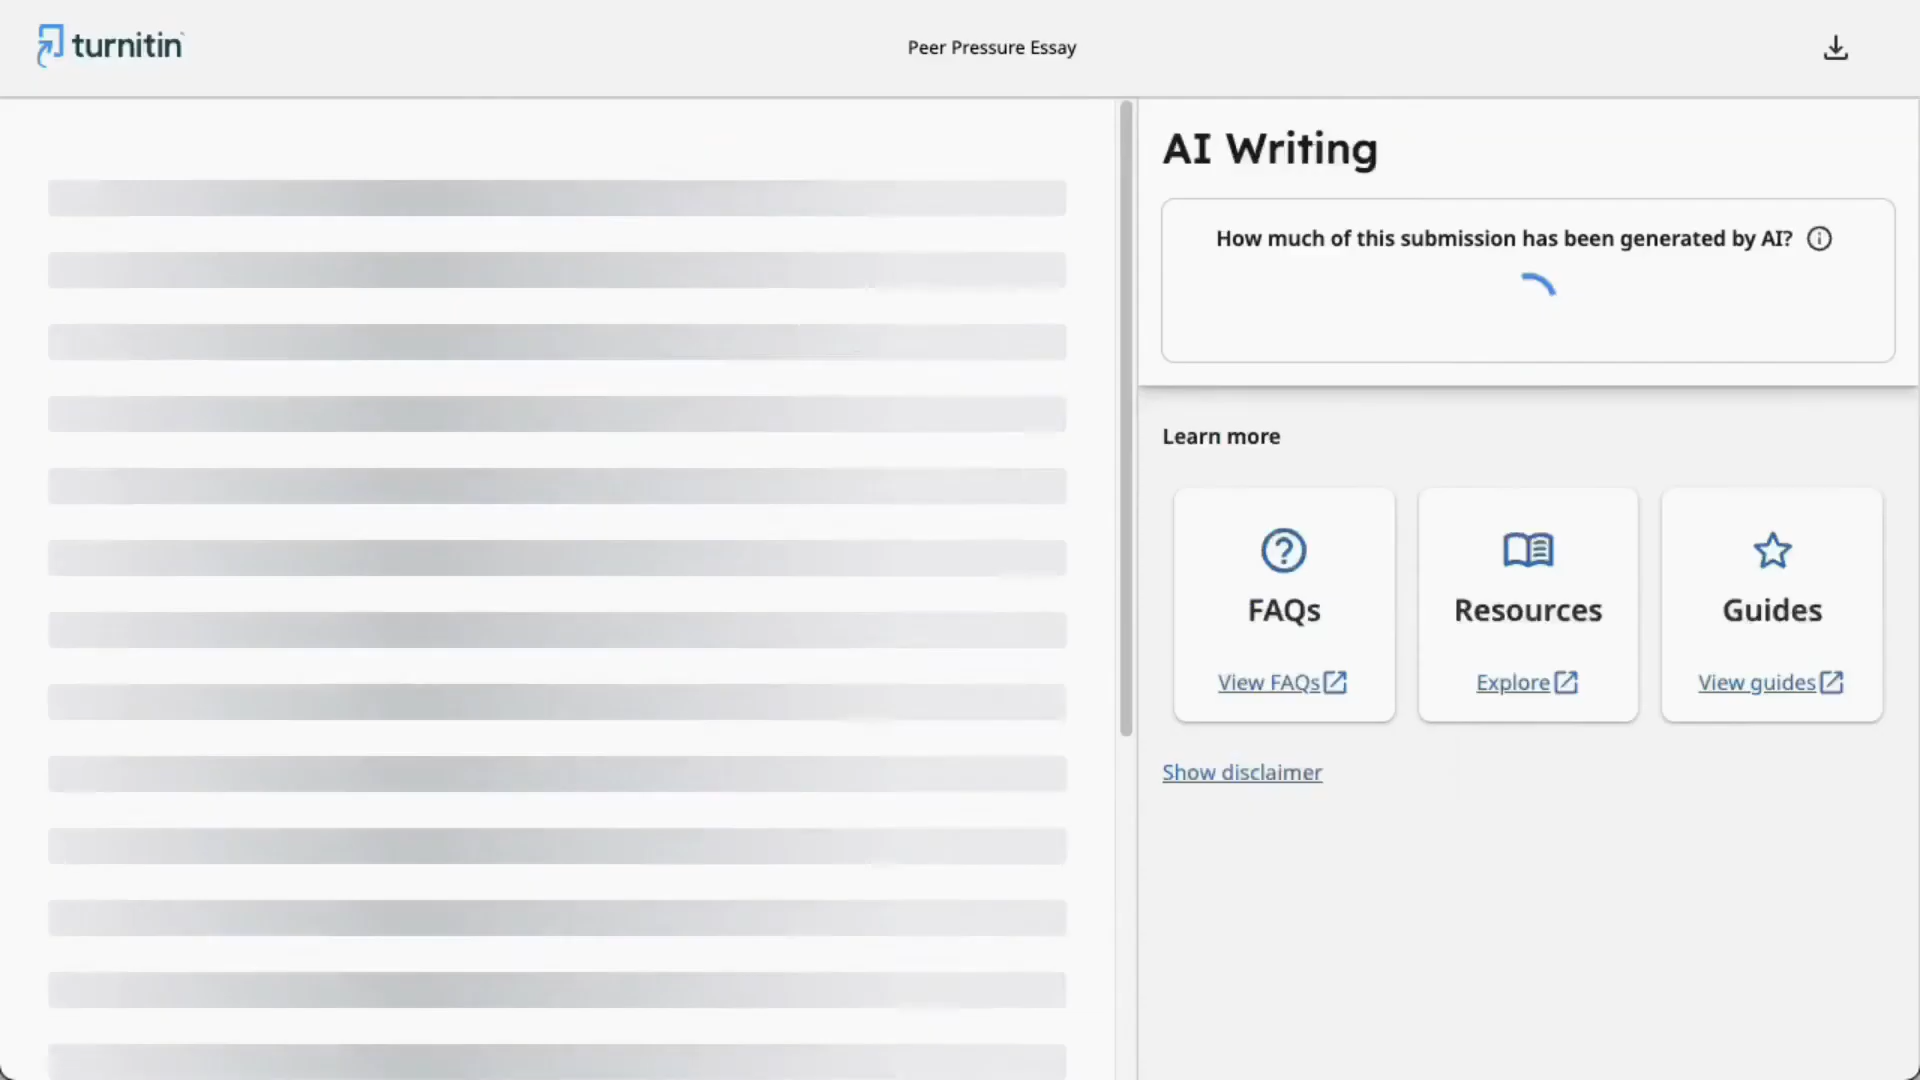 turnitin
Peer Pressure Essay
AI Writing
How much of this submission has been generated by AI?
Learn more
FAQs
View FAQs
Resources
Explore
Guides
View guides
Show disclaimer